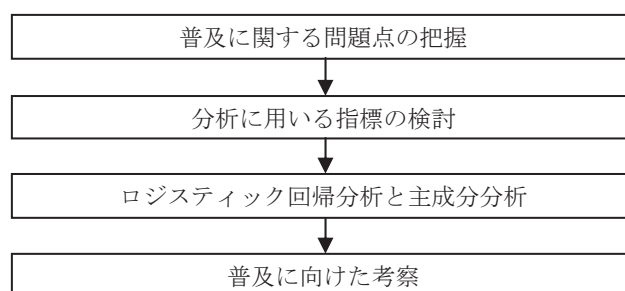 普及に関する問題点の把握
分析に用いる指標の検討
ロジスティック回帰分析と主成分分析
普及に向けた考察